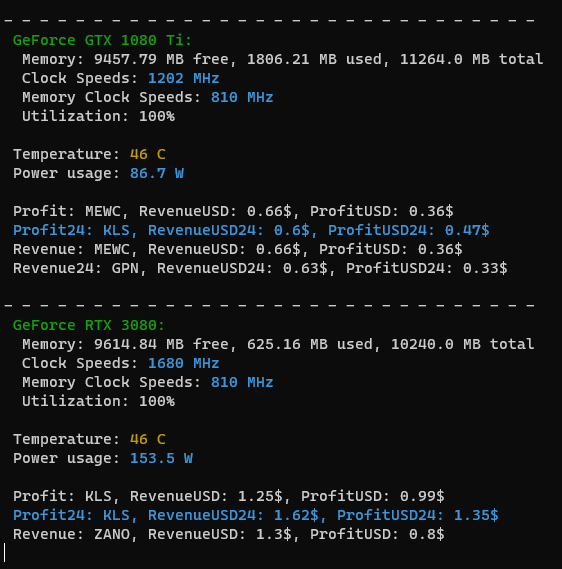 _ _ _ _ _ _ _ _ _ _ _ _ _ _ _ _ _ _ _ _ _ _ _ _ _ _ _ _ _ _
GeForce GTX 1080 Ti:
Memory: 9457.79 MB free, 1806.21 MB used, 11264.0 MB total
Clock Speeds: 1202 MHz
Memory Clock Speeds: 810 MHz
Utilization: 100%
Temperature: 46 C
Power usage: 86.7 W
Profit: MEWC, RevenueUSD: 0.66$, ProfitUSD: 0.36$
Profit24: KLS, RevenueUSD24: 0.6$, ProfitUSD24: 0.47$
Revenue: MEWC, RevenueUSD: 0.66$, ProfitUSD: 0.36$
Revenue24: GPN, RevenueUSD24: 0.63$, ProfitUSD24: 0.33$
_ _ _ _ _ _ _ _ _ _ _ _ _ _ _ _ _ _ _ _ _ _ _ _ _ _ _ _ _ _
GeForce RTX 3080:
Memory: 9614.84 MB free, 625.16 MB used, 10240.0 MB total
Clock Speeds: 1680 MHz
Memory Clock Speeds: 810 MHz
Utilization: 100%
Temperature: 46 C
Power usage: 153.5 W
Profit: KLS, RevenueUSD: 1.25$, ProfitUSD: 0.99$
Profit24: KLS, RevenueUSD24: 1.62$, ProfitUSD24: 1.35$
Revenue: ZANO, RevenueUSD: 1.3$, ProfitUSD: 0.8$